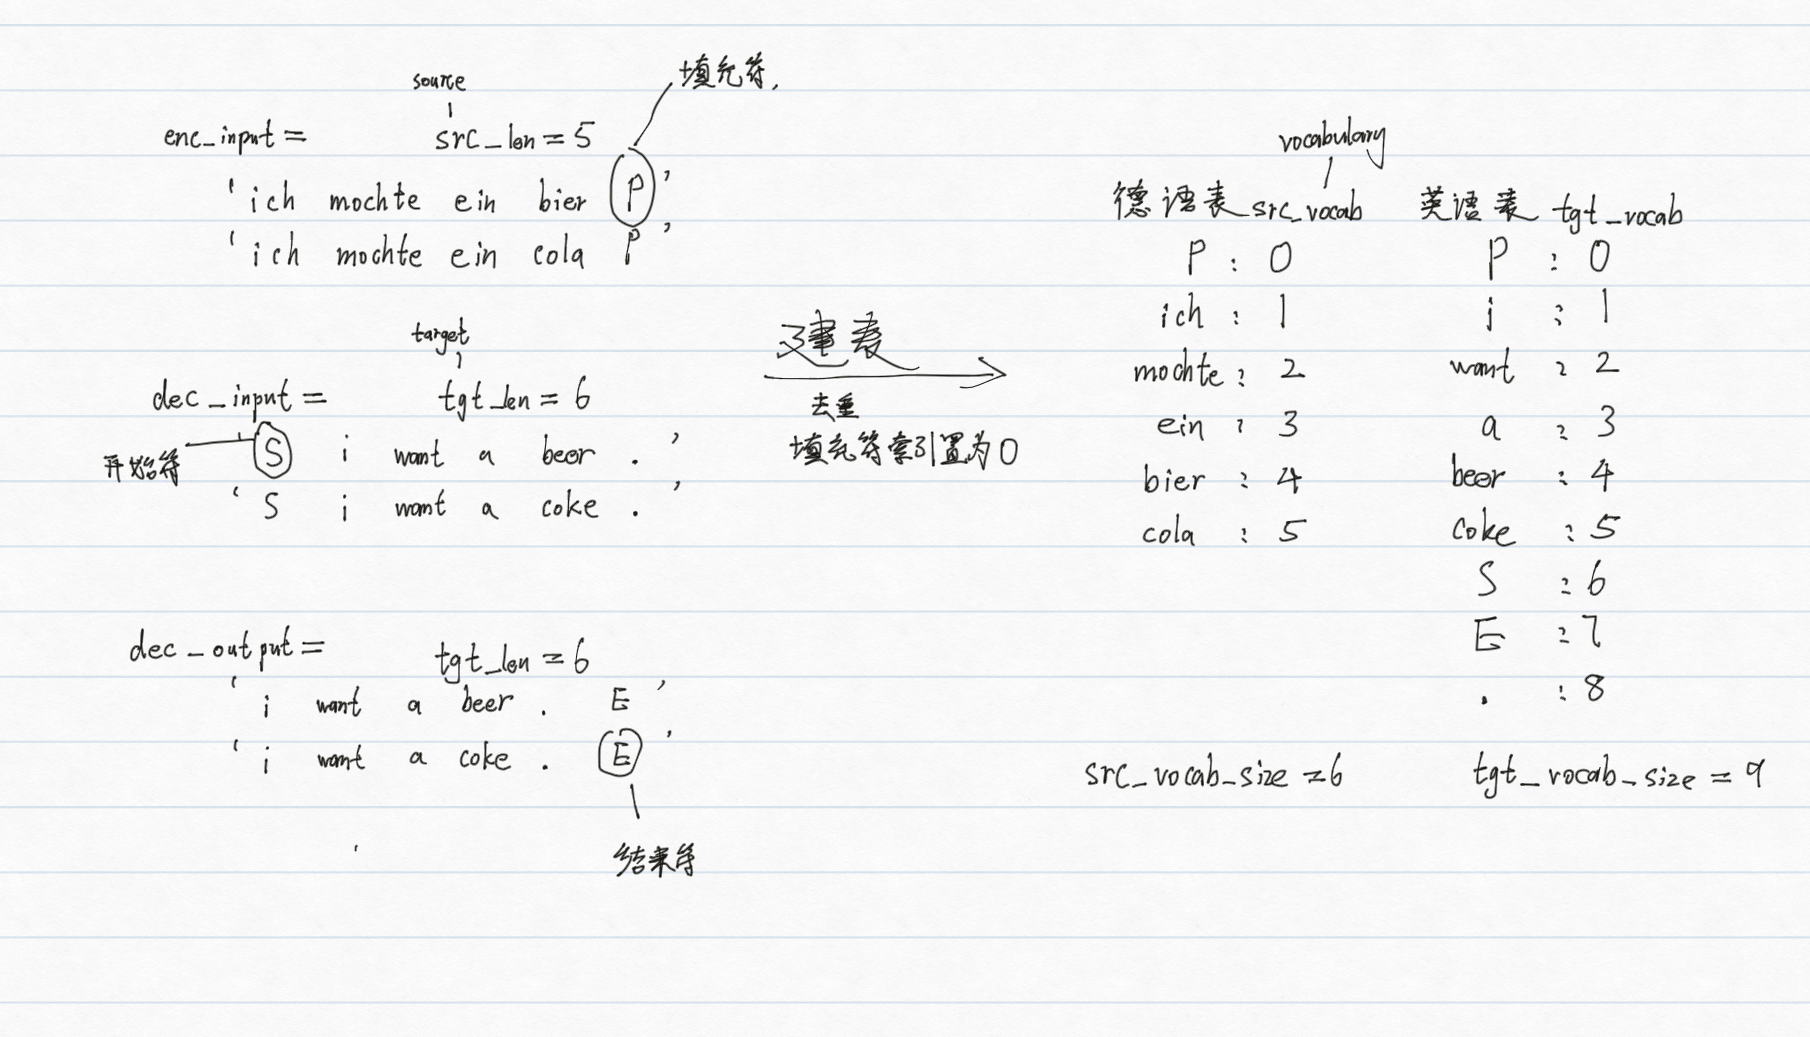 source
填充符,
enc_input =
src_len = 5
'ich mochte ein bier P'
'ich mochte ein cola P'
target
dec_input =
tgt_len = 6
' S i want a beer . '
开始符
' S i want a coke . '
dec_output =
tgt_len = 6
' i want a beer . E '
' i want a coke . E '
结束符
建表
去重
填充符索引置为0
vocabulary
德语表 src_vocab
P : 0
ich : 1
mochte : 2
ein : 3
bier : 4
cola : 5
src_vocab_size = 6
英语表 tgt_vocab
P : 0
i : 1
want : 2
a : 3
beer : 4
coke : 5
S : 6
E : 7
. : 8
tgt_vocab_size = 9